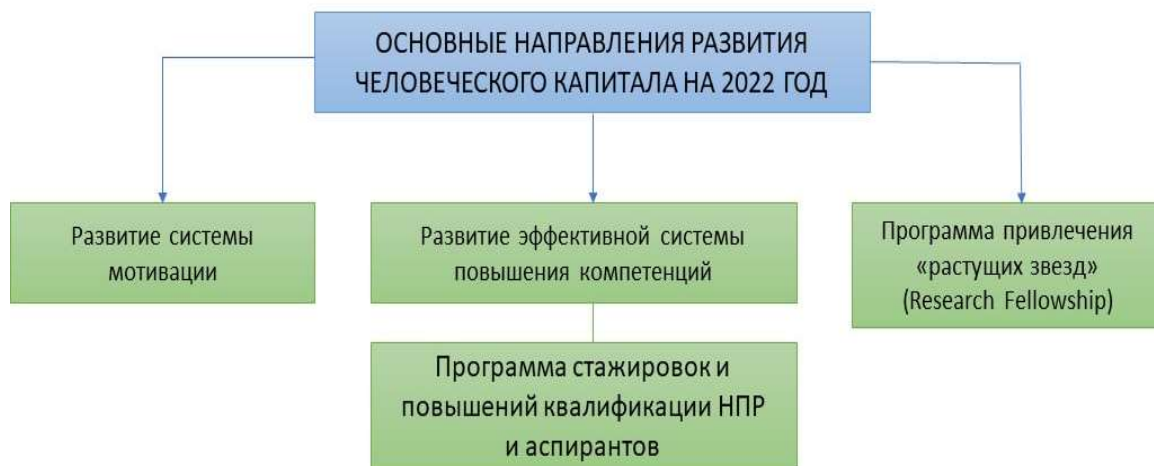 ОСНОВНЫЕ НАПРАВЛЕНИЯ РАЗВИТИЯ
ЧЕЛОВЕЧЕСКОГО КАПИТАЛА НА 2022 ГОД
Развитие системы
мотивации
Развитие эффективной системы
повышения компетенций
Программа привлечения
«растущих звезд»
(Research Fellowship)
Программа стажировок и
повышений квалификации НПР
и аспирантов